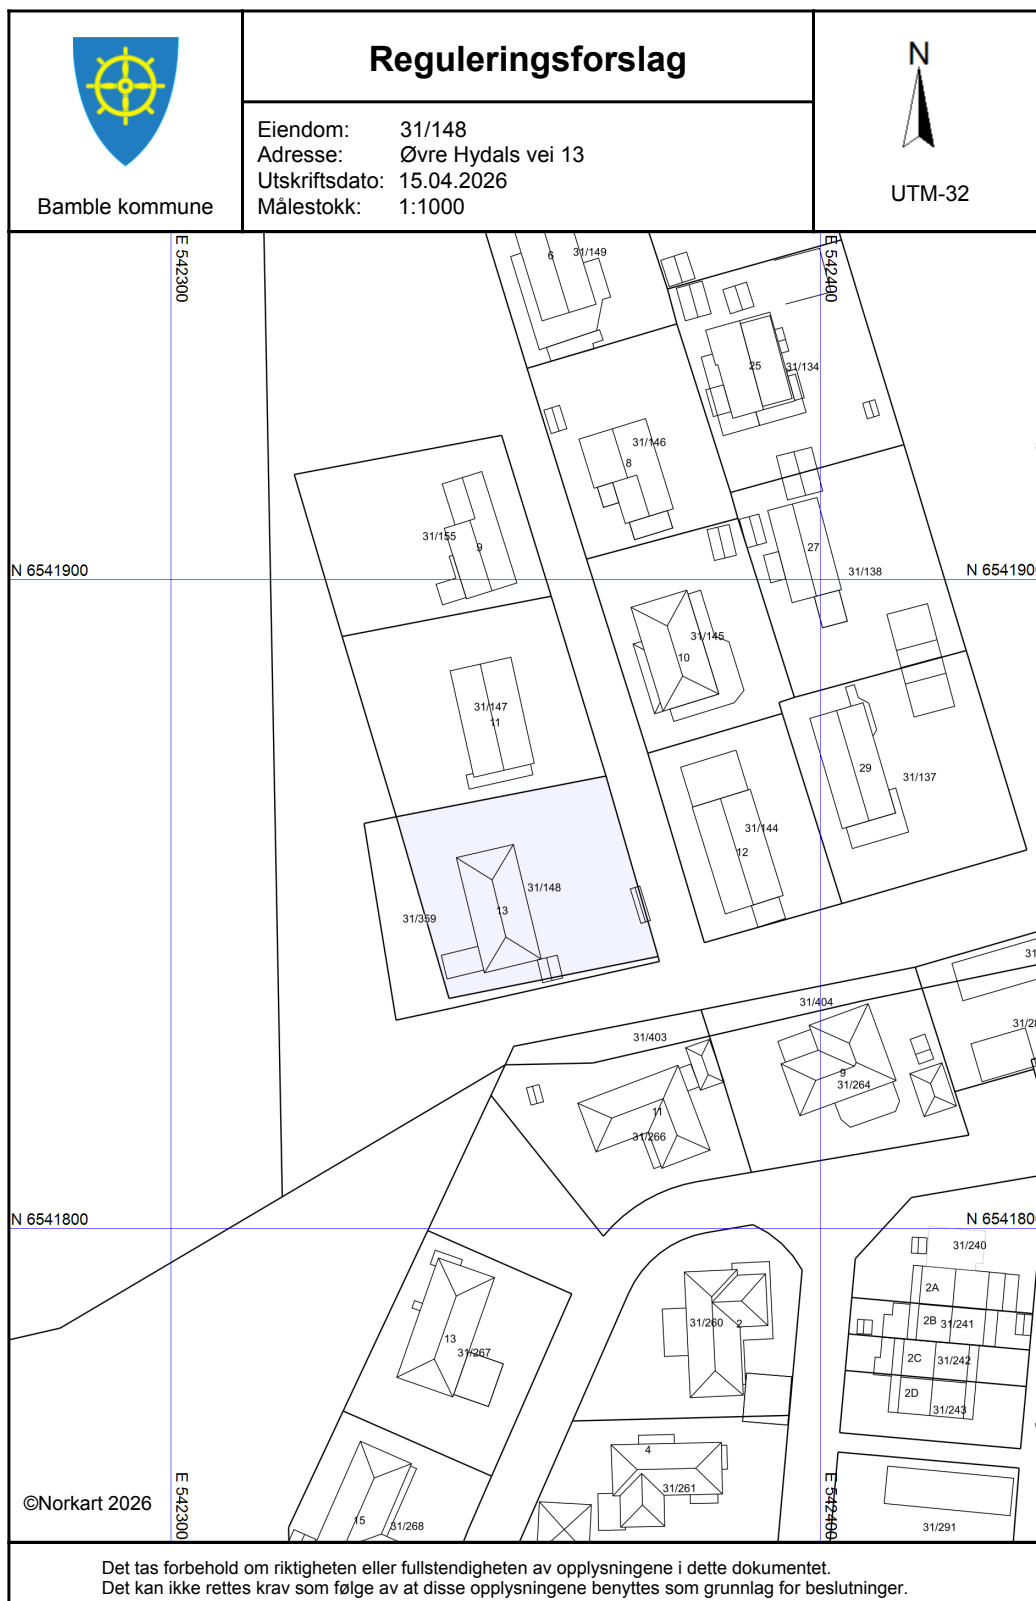 Bamble kommune
Reguleringsforslag
Eiendom: 31/148
Adresse: Øvre Hydals vei 13
Utskriftsdato: 15.04.2026
Målestokk: 1:1000
N
UTM-32
E 542300
E 542400
6
31/149
25
31/134
31/146
8
31/155
9
27
31/138
N 6541900
N 6541900
31/145
10
31/147
11
29
31/137
31/144
12
31/148
13
31/359
31/404
31/403
9
31/264
11
31/266
N 6541800
N 6541800
31/240
2A
2B
31/241
31/260
2
13
31/267
2C
31/242
2D
31/243
4
31/261
15
31/268
31/291
E 542300
E 542400
©Norkart 2026
Det tas forbehold om riktigheten eller fullstendigheten av opplysningene i dette dokumentet.
Det kan ikke rettes krav som følge av at disse opplysningene benyttes som grunnlag for beslutninger.